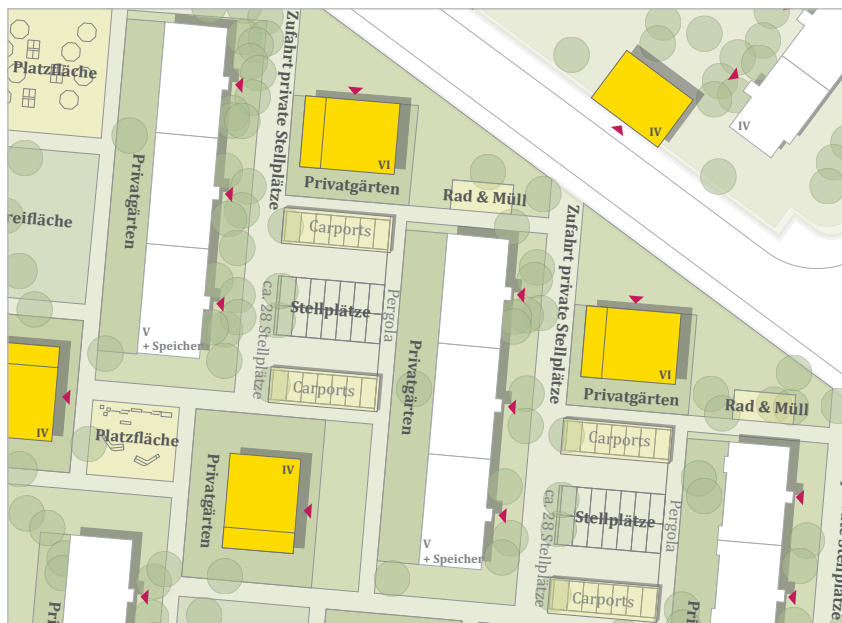 Platzfläche
Zufahrt private Stellplätze
IV
IV
VI
Privatgärten
Privatgärten
Rad & Müll
reifläche
Carports
Zufahrt private Stellplätze
Stellplätze
ca. 28 Stellplätze
Pergola
V
+ Speicher
Privatgärten
VI
Privatgärten
Carports
Rad & Müll
IV
Platzfläche
Carports
IV
Privatgärten
Stellplätze
ca. 28 Stellplätze
Pergola
V
+ Speicher
Carports